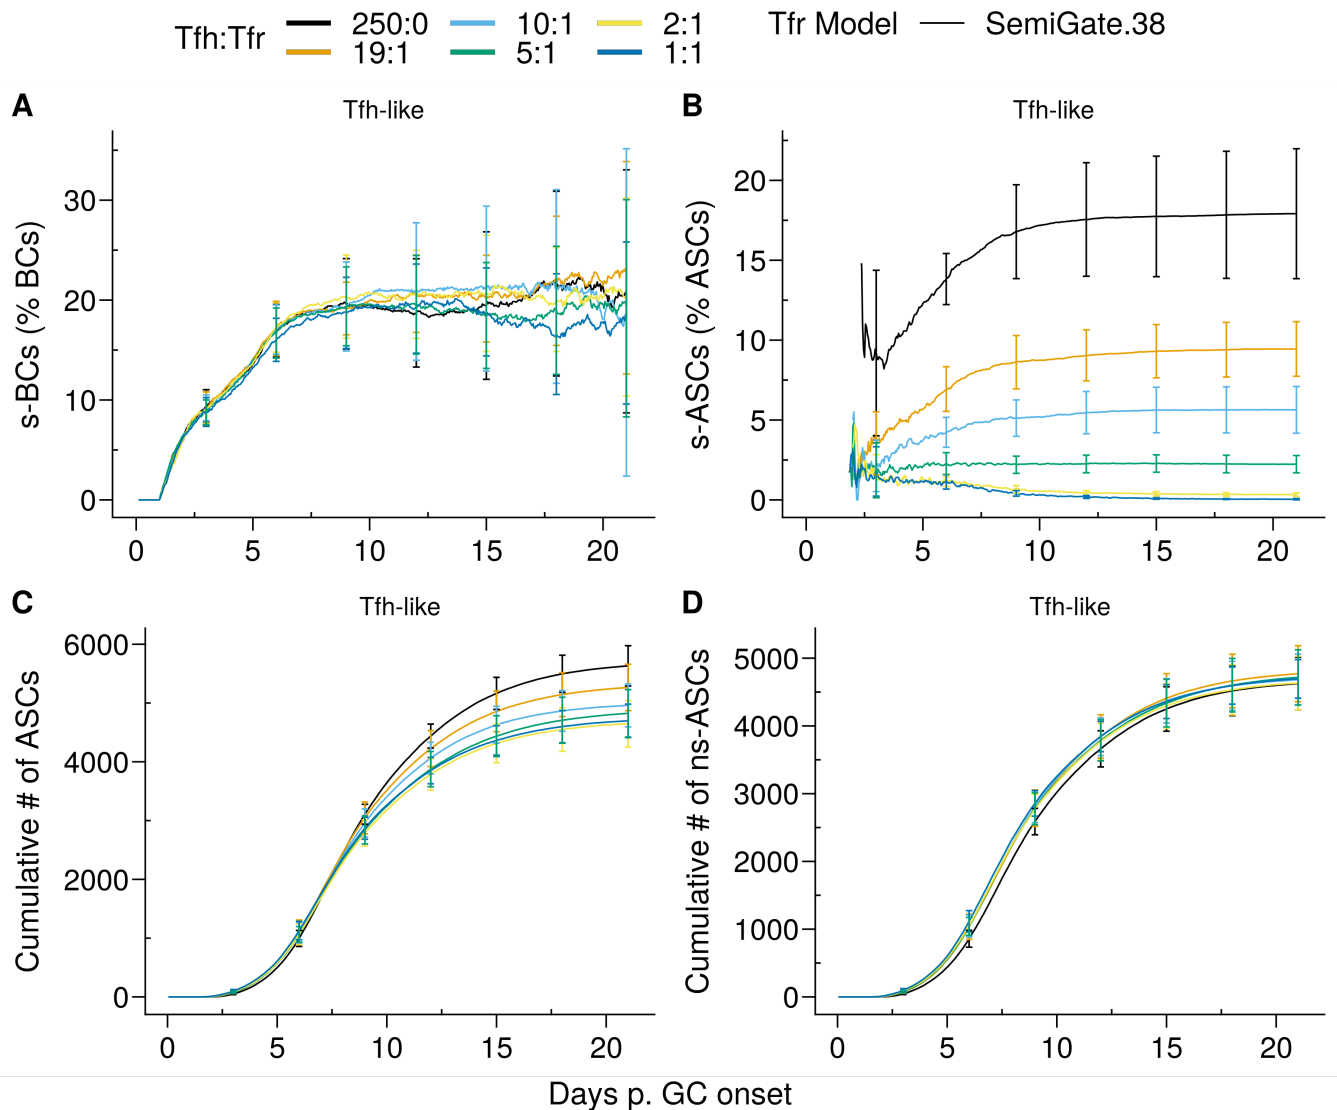 Tfh:Tfr 250:0 10:1 2:1 Tfr Model SemiGate.38
19:1 5:1 1:1
A Tfh-like
s-BCs (% BCs)
30
20
10
0
0 5 10 15 20
B Tfh-like
s-ASCs (% ASCs)
20
15
10
5
0
0 5 10 15 20
C Tfh-like
Cumulative # of ASCs
6000
4000
2000
0
0 5 10 15 20
D Tfh-like
Cumulative # of ns-ASCs
5000
4000
3000
2000
1000
0
0 5 10 15 20
Days p. GC onset